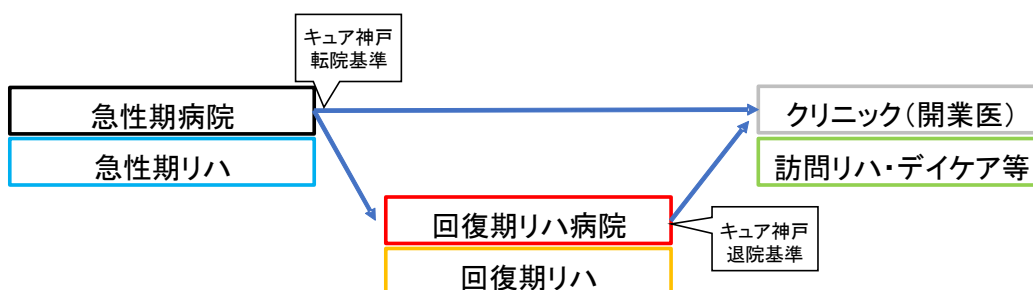 キュア神戸
転院基準
急性期病院
クリニック(開業医)
急性期リハ
訪問リハ・デイケア等
回復期リハ病院
キュア神戸
退院基準
回復期リハ